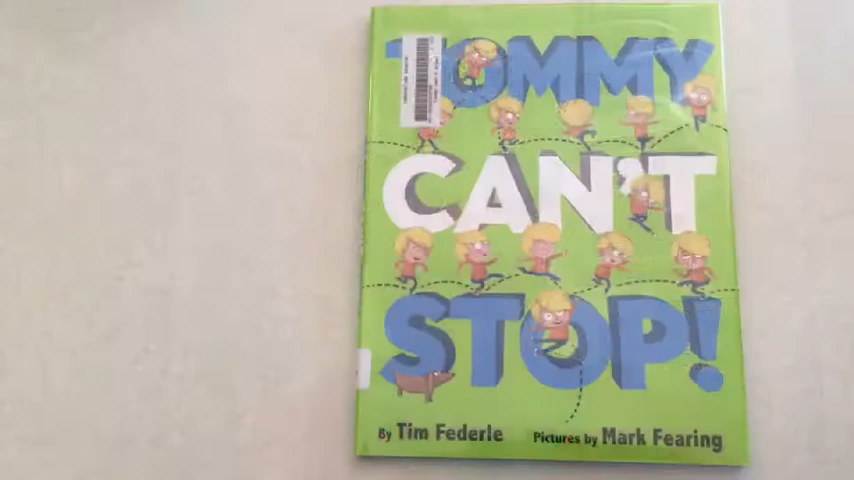 TOMMY
CAN'T
STOP!
By Tim Federle
Pictures by Mark Fearing